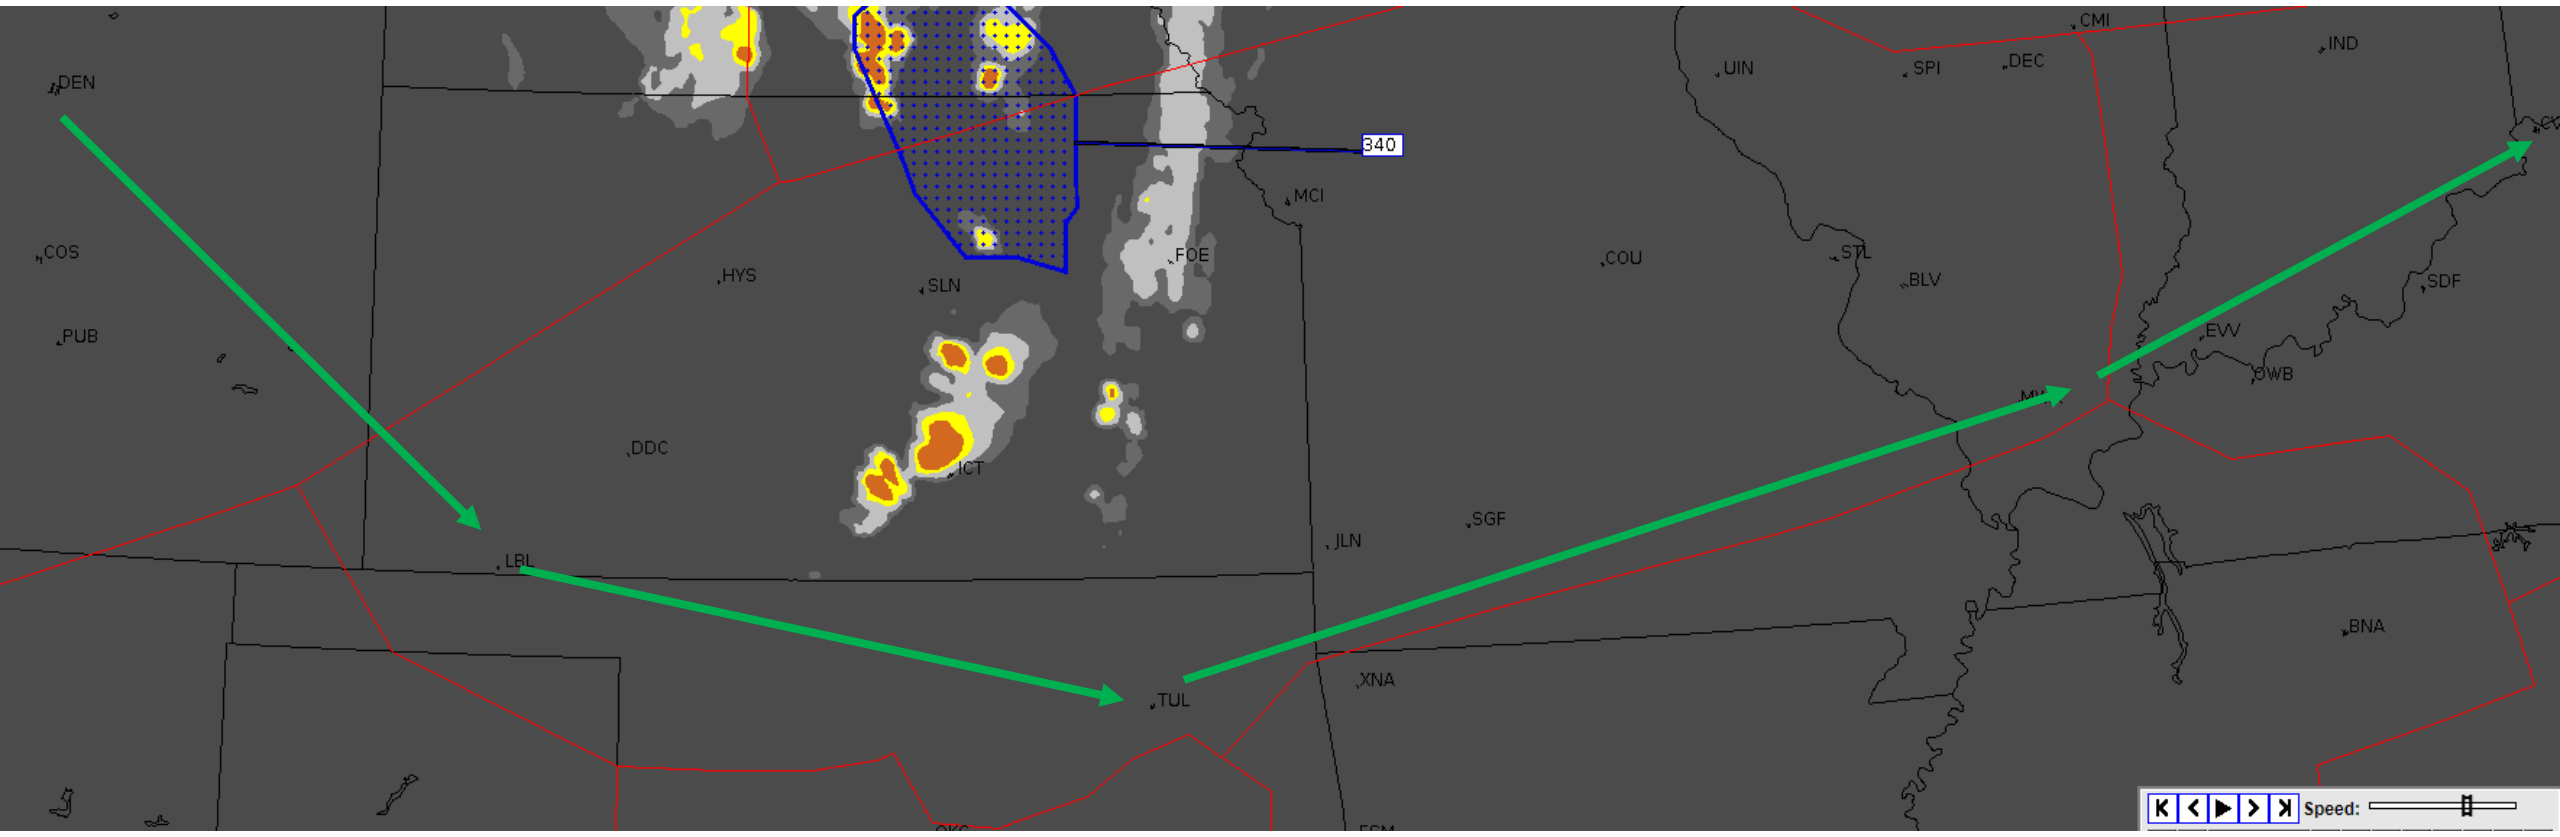 CMI
IND
DEN
UIN
SPI
DEC
340
MCI
COS
HYS
SLN
FOE
COU
STL
BLV
SDF
PUB
EVV
OWB
DDC
ICT
SGF
JLN
LBL
TUL
XNA
BNA
Speed: